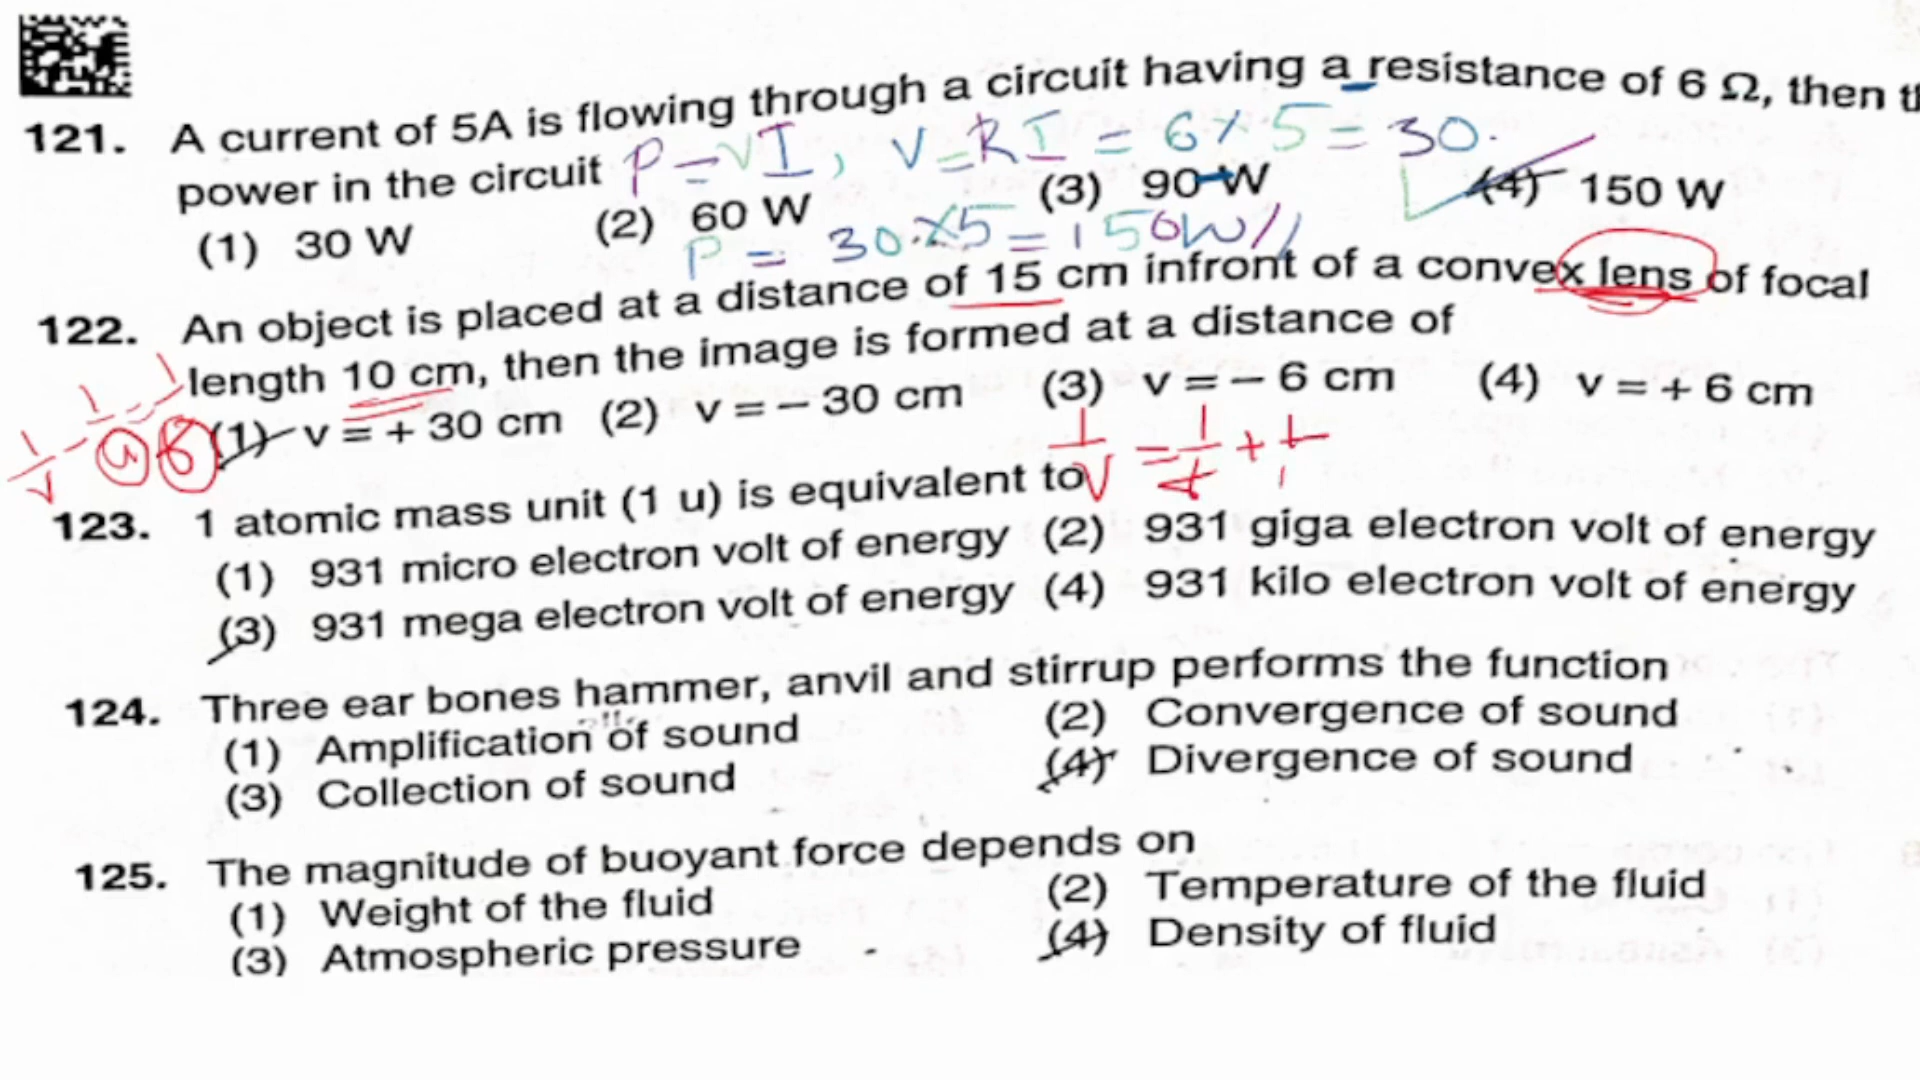 121. A current of 5A is flowing through a circuit having a resistance of 6 Ω, then
P = VI, V = RI = 6 × 5 = 30.
power in the circuit
(1) 30 W (2) 60 W (3) 90 W (4) 150 W
P = 30 × 5 = 150W //
122. An object is placed at a distance of 15 cm infront of a convex lens of focal
length 10 cm, then the image is formed at a distance of
(1) v = + 30 cm (2) v = − 30 cm (3) v = − 6 cm (4) v = + 6 cm
123. 1 atomic mass unit (1 u) is equivalent to
(1) 931 micro electron volt of energy (2) 931 giga electron volt of energy
(3) 931 mega electron volt of energy (4) 931 kilo electron volt of energy
124. Three ear bones hammer, anvil and stirrup performs the function
(1) Amplification of sound (2) Convergence of sound
(3) Collection of sound (4) Divergence of sound
125. The magnitude of buoyant force depends on
(1) Weight of the fluid (2) Temperature of the fluid
(3) Atmospheric pressure (4) Density of fluid